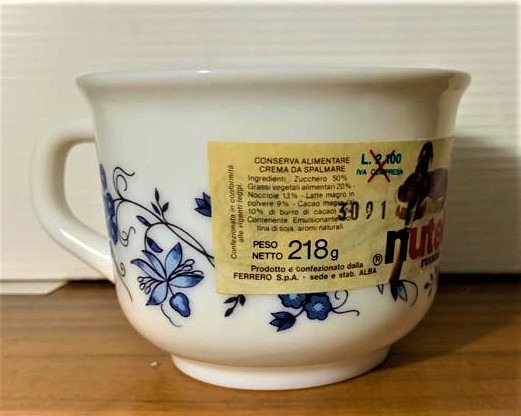 Confezionata in conformità
alle vigenti leggi.
CONSERVA ALIMENTARE
CREMA DA SPALMARE
Ingredienti: Zucchero 50%
Grassi vegetali alimentari 20% -
Nocciole 13% - Latte magro in
polvere 9% - Cacao magro
10% di burro di cacao
Contenente: Emulsionante
tina di soja; aromi naturali
PESO
NETTO 218g
Prodotto e confezionato dalla
FERRERO S.p.A. - sede e stab. ALBA
L. 2.100
IVA COMPRESA
3091
® nute